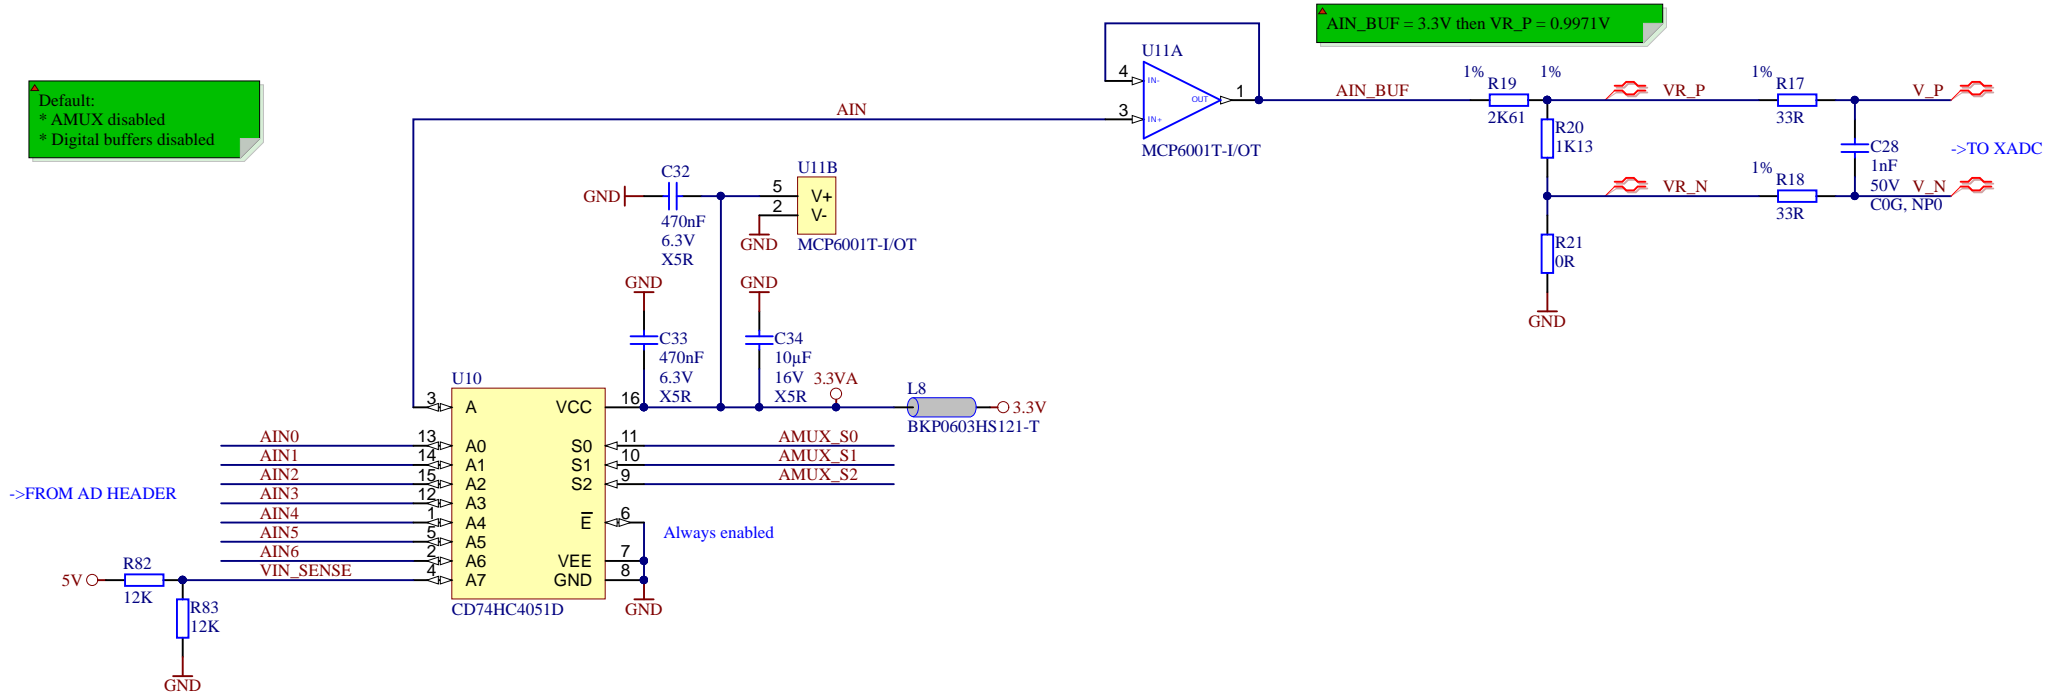 AIN_BUF = 3.3V then VR_P = 0.9971V
Default:
* AMUX disabled
* Digital buffers disabled
U11A
4
IN-
3
IN+
OUT
1
MCP6001T-I/OT
AIN
AIN_BUF
1%
R19
1%
2K61
VR_P
1%
R17
33R
V_P
R20
1K13
C28
1nF
50V
C0G, NP0
->TO XADC
VR_N
1%
R18
33R
V_N
R21
0R
GND
C32
GND
470nF
6.3V
X5R
U11B
5
V+
2
V-
GND
MCP6001T-I/OT
GND
C33
470nF
6.3V
X5R
GND
C34
10µF
16V
X5R
3.3VA
L8
3.3V
BKP0603HS121-T
U10
3
A
VCC
16
AIN0
13
A0
S0
11
AMUX_S0
AIN1
14
A1
S1
10
AMUX_S1
AIN2
15
A2
S2
9
AMUX_S2
->FROM AD HEADER
AIN3
12
A3
AIN4
1
A4
E
6
Always enabled
AIN5
5
A5
AIN6
2
A6
VEE
7
VIN_SENSE
4
A7
GND
8
CD74HC4051D
GND
5V
R82
12K
R83
12K
GND